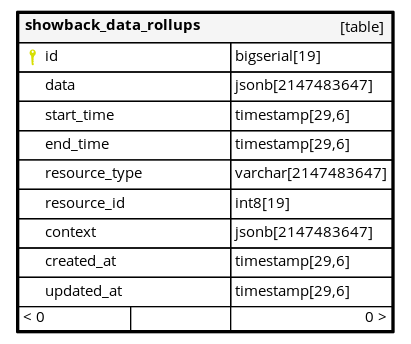 showback_data_rollups [table]
id bigserial[19]
data jsonb[2147483647]
start_time timestamp[29,6]
end_time timestamp[29,6]
resource_type varchar[2147483647]
resource_id int8[19]
context jsonb[2147483647]
created_at timestamp[29,6]
updated_at timestamp[29,6]
< 0 0 >